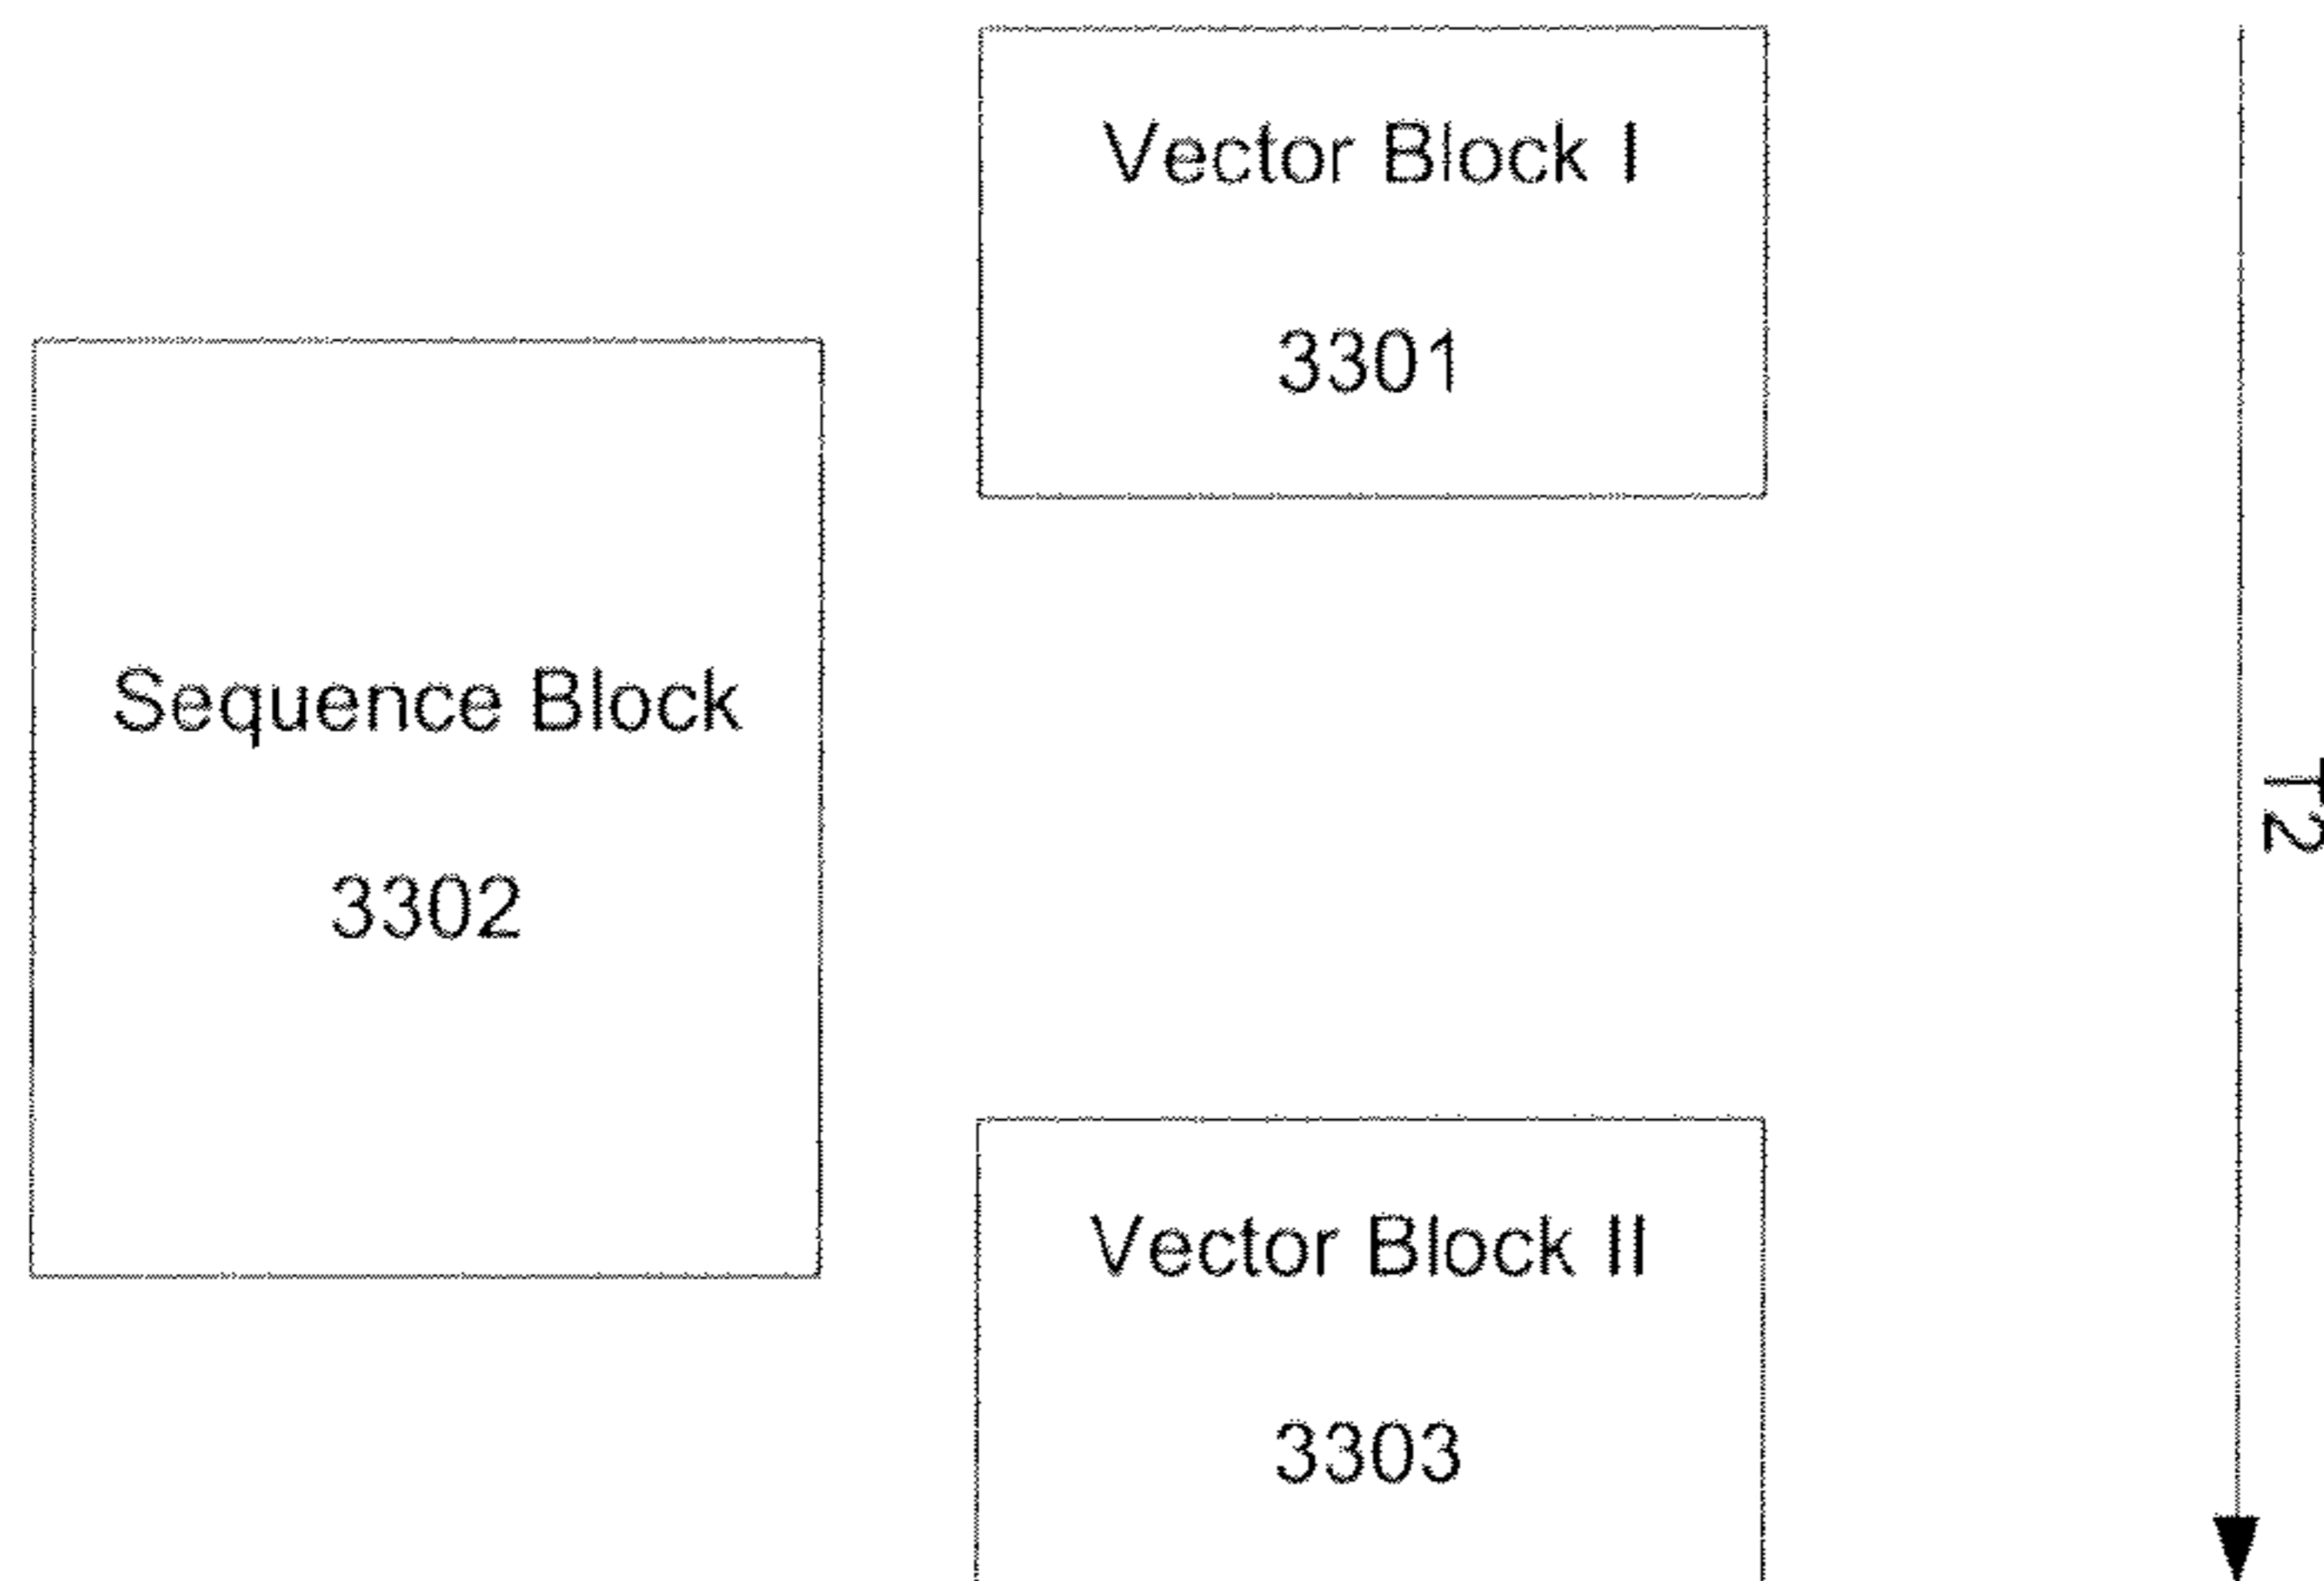 Vector Block I
3301
Sequence Block
3302
T2
Vector Block II
3303